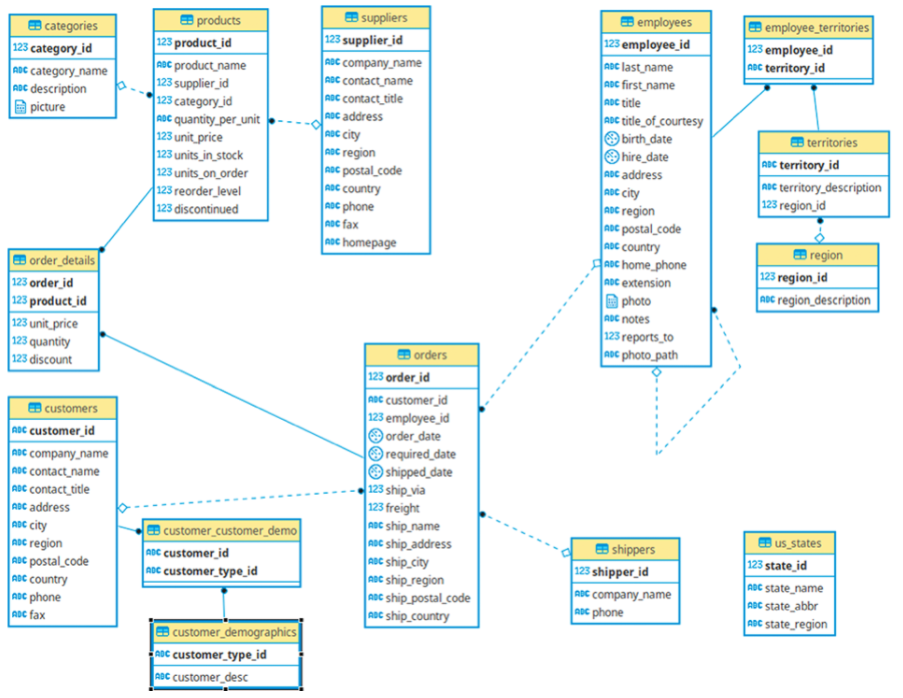 categories
123 category_id
ABC category_name
ABC description
picture
products
123 product_id
ABC product_name
123 supplier_id
123 category_id
ABC quantity_per_unit
123 unit_price
123 units_in_stock
123 units_on_order
123 reorder_level
123 discontinued
suppliers
123 supplier_id
ABC company_name
ABC contact_name
ABC contact_title
ABC address
ABC city
ABC region
ABC postal_code
ABC country
ABC phone
ABC fax
ABC homepage
employees
123 employee_id
ABC last_name
ABC first_name
ABC title
ABC title_of_courtesy
birth_date
hire_date
ABC address
ABC city
ABC region
ABC postal_code
ABC country
ABC home_phone
ABC extension
photo
ABC notes
123 reports_to
ABC photo_path
employee_territories
123 employee_id
ABC territory_id
territories
ABC territory_id
ABC territory_description
123 region_id
region
123 region_id
ABC region_description
order_details
123 order_id
123 product_id
123 unit_price
123 quantity
123 discount
orders
123 order_id
ABC customer_id
123 employee_id
order_date
required_date
shipped_date
123 ship_via
123 freight
ABC ship_name
ABC ship_address
ABC ship_city
ABC ship_region
ABC ship_postal_code
ABC ship_country
customers
ABC customer_id
ABC company_name
ABC contact_name
ABC contact_title
ABC address
ABC city
ABC region
ABC postal_code
ABC country
ABC phone
ABC fax
customer_customer_demo
ABC customer_id
ABC customer_type_id
customer_demographics
ABC customer_type_id
ABC customer_desc
shippers
123 shipper_id
ABC company_name
ABC phone
us_states
123 state_id
ABC state_name
ABC state_abbr
ABC state_region